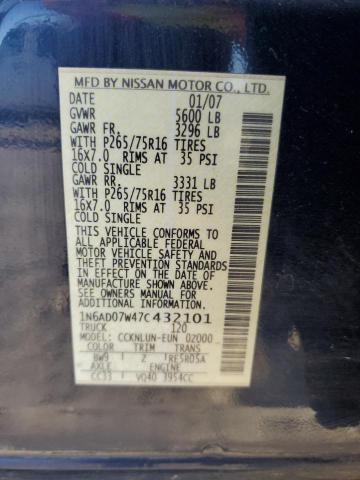 MFD BY NISSAN MOTOR CO., LTD.
DATE 01/07
GVWR 5600 LB
GAWR FR. 3296 LB
WITH P265/75R16 TIRES
16X7.0 RIMS AT 35 PSI
COLD SINGLE
GAWR RR. 3331 LB
WITH P265/75R16 TIRES
16X7.0 RIMS AT 35 PSI
COLD SINGLE
THIS VEHICLE CONFORMS TO
ALL APPLICABLE FEDERAL
MOTOR VEHICLE SAFETY
STANDARDS IN EFFECT ON THE
DATE OF MANUFACTURE SHOWN
ABOVE. SEE OWNERS MANUAL
ADDITIONAL INFORMATION.
1N6AD07W47C432101
TRUCK 120
MODEL: CCKNLUN-EUN 02000
COLOR TRIM TRANS
BW9 Z RE5R05A
AXLE ENGINE
CC33 VQ40 3954CC